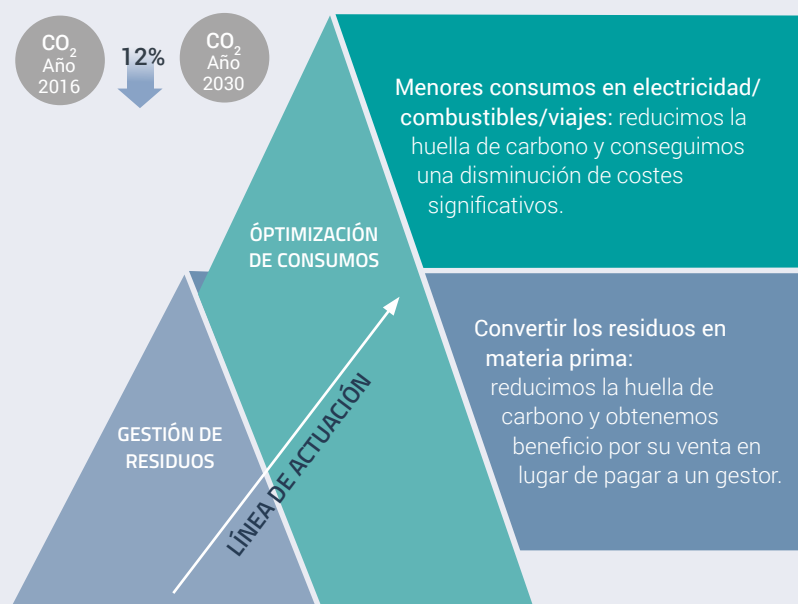 CO2
Año
2016
12%
CO2
Año
2030
Menores consumos en electricidad/
combustibles/viajes: reducimos la
huella de carbono y conseguimos
una disminución de costes
significativos.
ÓPTIMIZACIÓN
DE CONSUMOS
Convertir los residuos en
materia prima:
reducimos la huella de
carbono y obtenemos
beneficio por su venta en
lugar de pagar a un gestor.
GESTIÓN DE
RESIDUOS
LÍNEA DE ACTUACIÓN